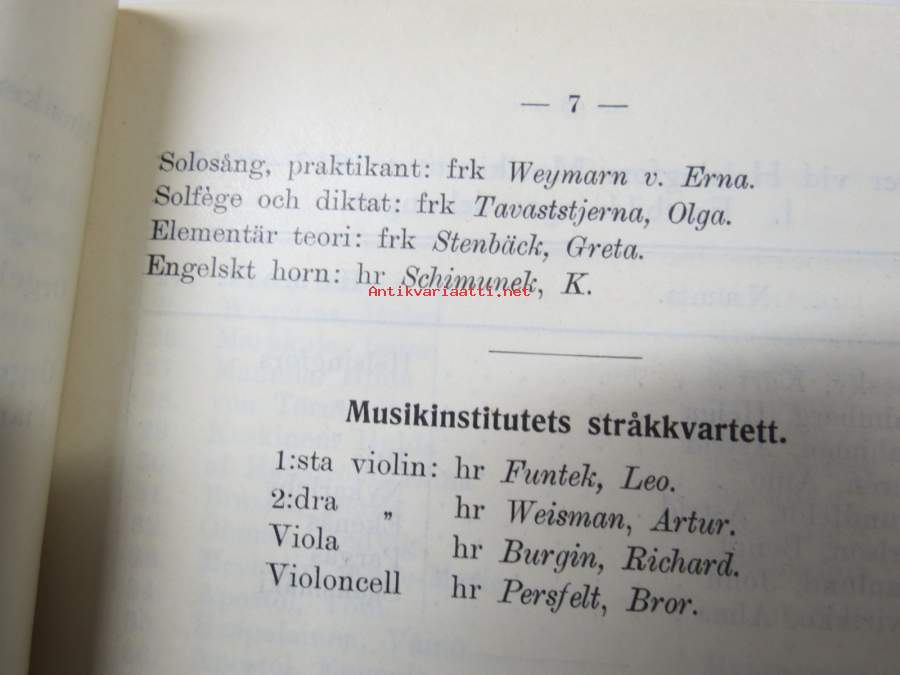 — 7 —
Solosång, praktikant: frk Weymarn v. Erna.
Solfège och diktat: frk Tavaststjerna, Olga.
Elementär teori: frk Stenbäck, Greta.
Engelskt horn: hr Schimunek, K.
Antikvariaatti.net
Musikinstitutets stråkkvartett.
1:sta violin: hr Funtek, Leo.
2:dra „ hr Weisman, Artur.
Viola hr Burgin, Richard.
Violoncell hr Persfelt, Bror.